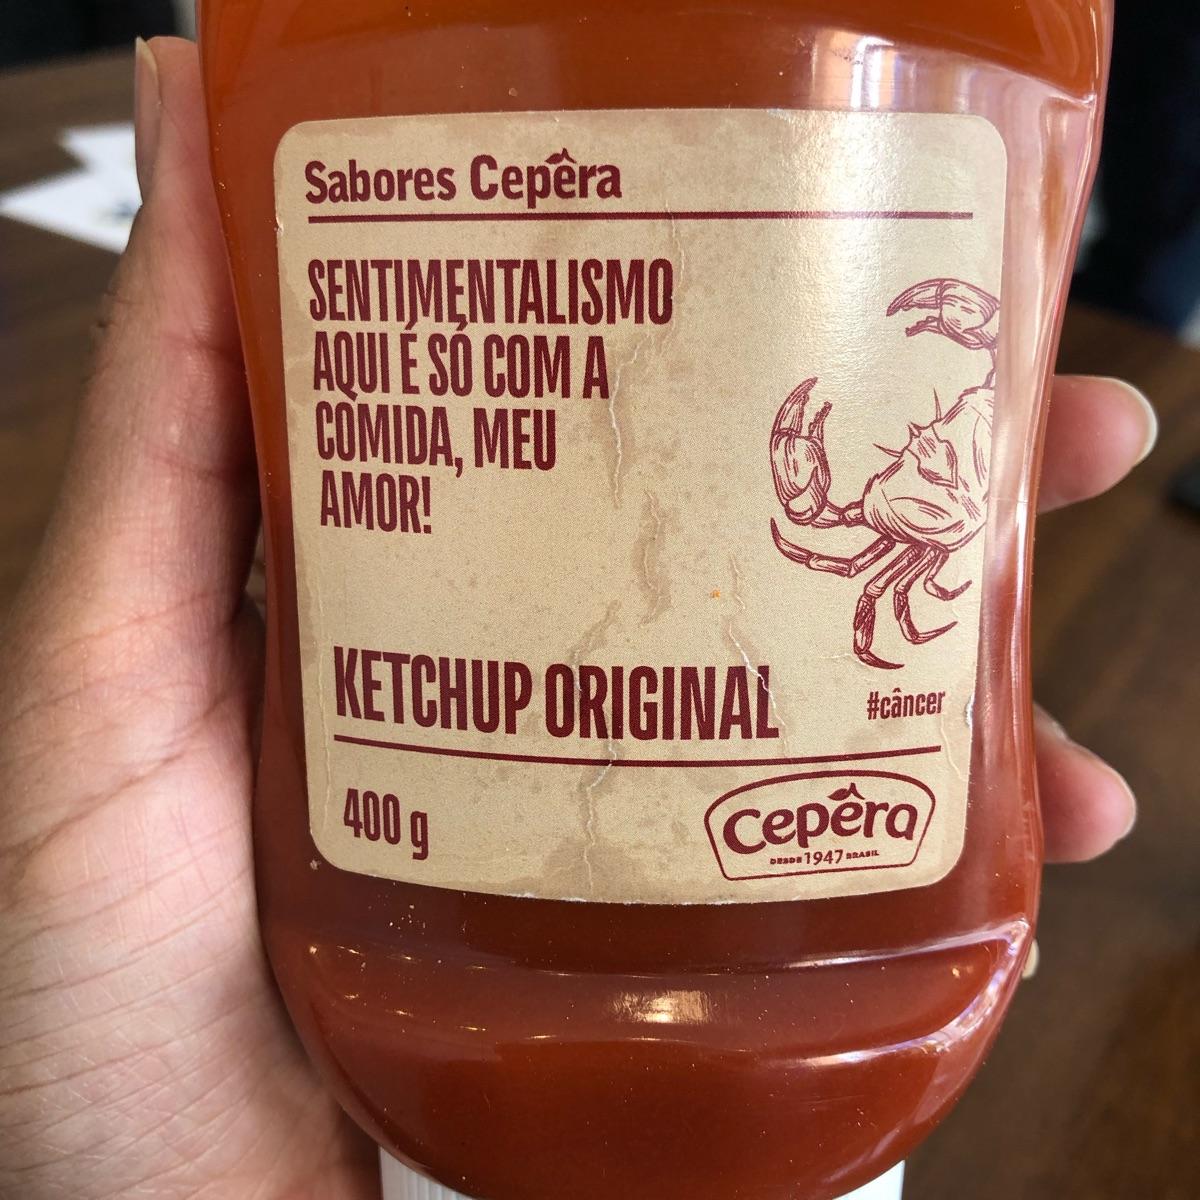 Sabores Cepêra
SENTIMENTALISMO
AQUI É SÓ COM A
COMIDA, MEU
AMOR!
KETCHUP ORIGINAL
#câncer
400 g
Cepêra
DESDE 1947 BRASIL